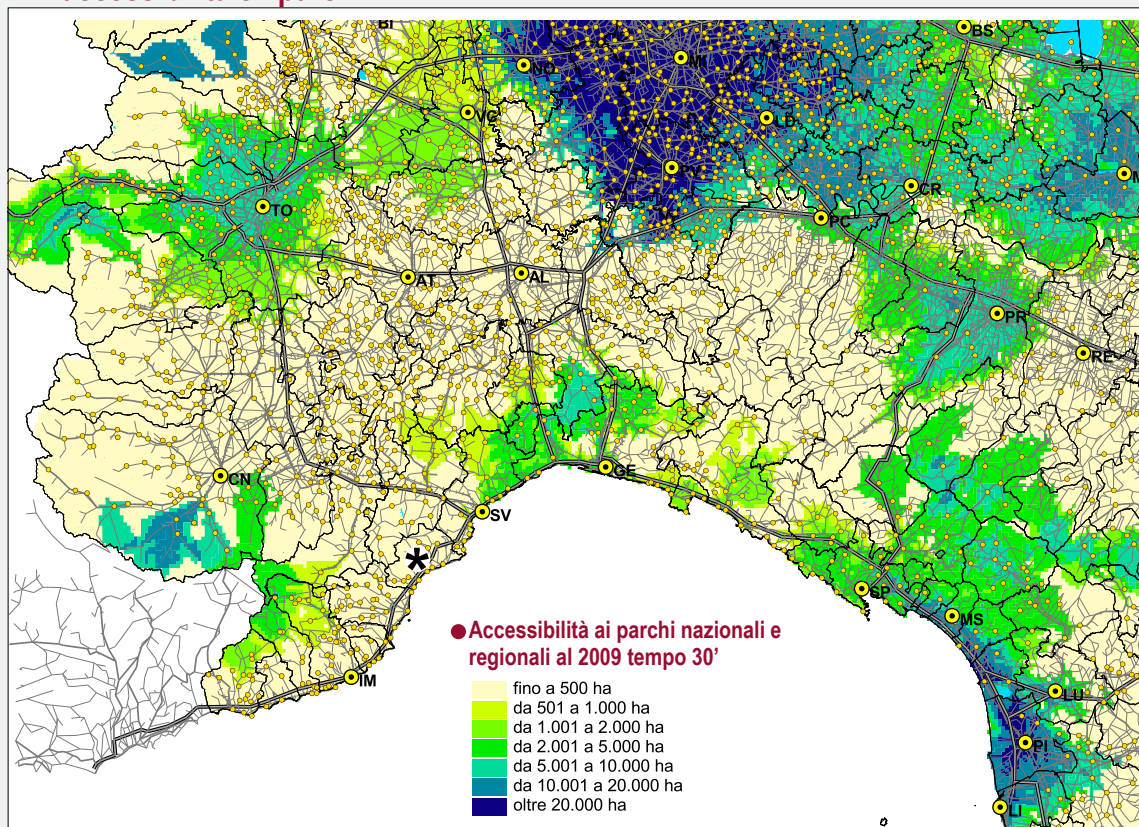 BI
BS
NO
MI
VC
LO
PV
CR
TO
PC
AT
AL
PR
RE
GE
CN
SV
*
SP
MS
● Accessibilità ai parchi nazionali e
regionali al 2009 tempo 30'
IM
fino a 500 ha
da 501 a 1.000 ha
da 1.001 a 2.000 ha
da 2.001 a 5.000 ha
da 5.001 a 10.000 ha
da 10.001 a 20.000 ha
oltre 20.000 ha
LU
PI
LI